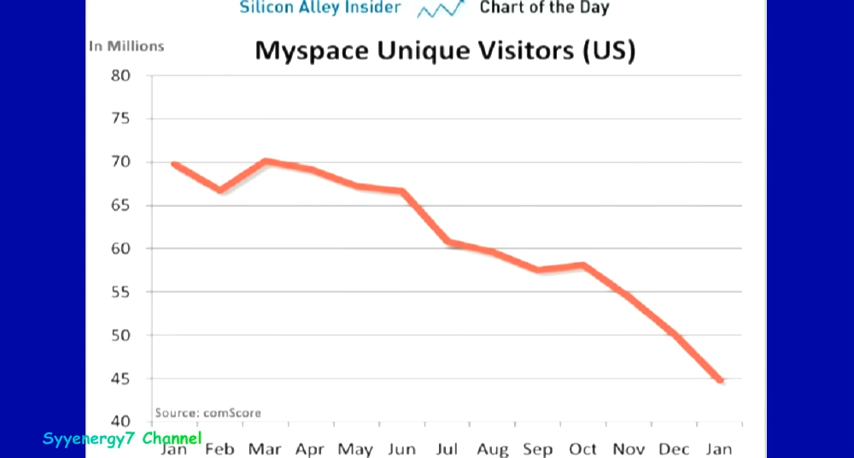 Silicon Alley Insider Chart of the Day
In Millions
Myspace Unique Visitors (US)
80
75
70
65
60
55
50
45
40
Source: comScore
Syyenergy7 Channel
Jan Feb Mar Apr May Jun Jul Aug Sep Oct Nov Dec Jan